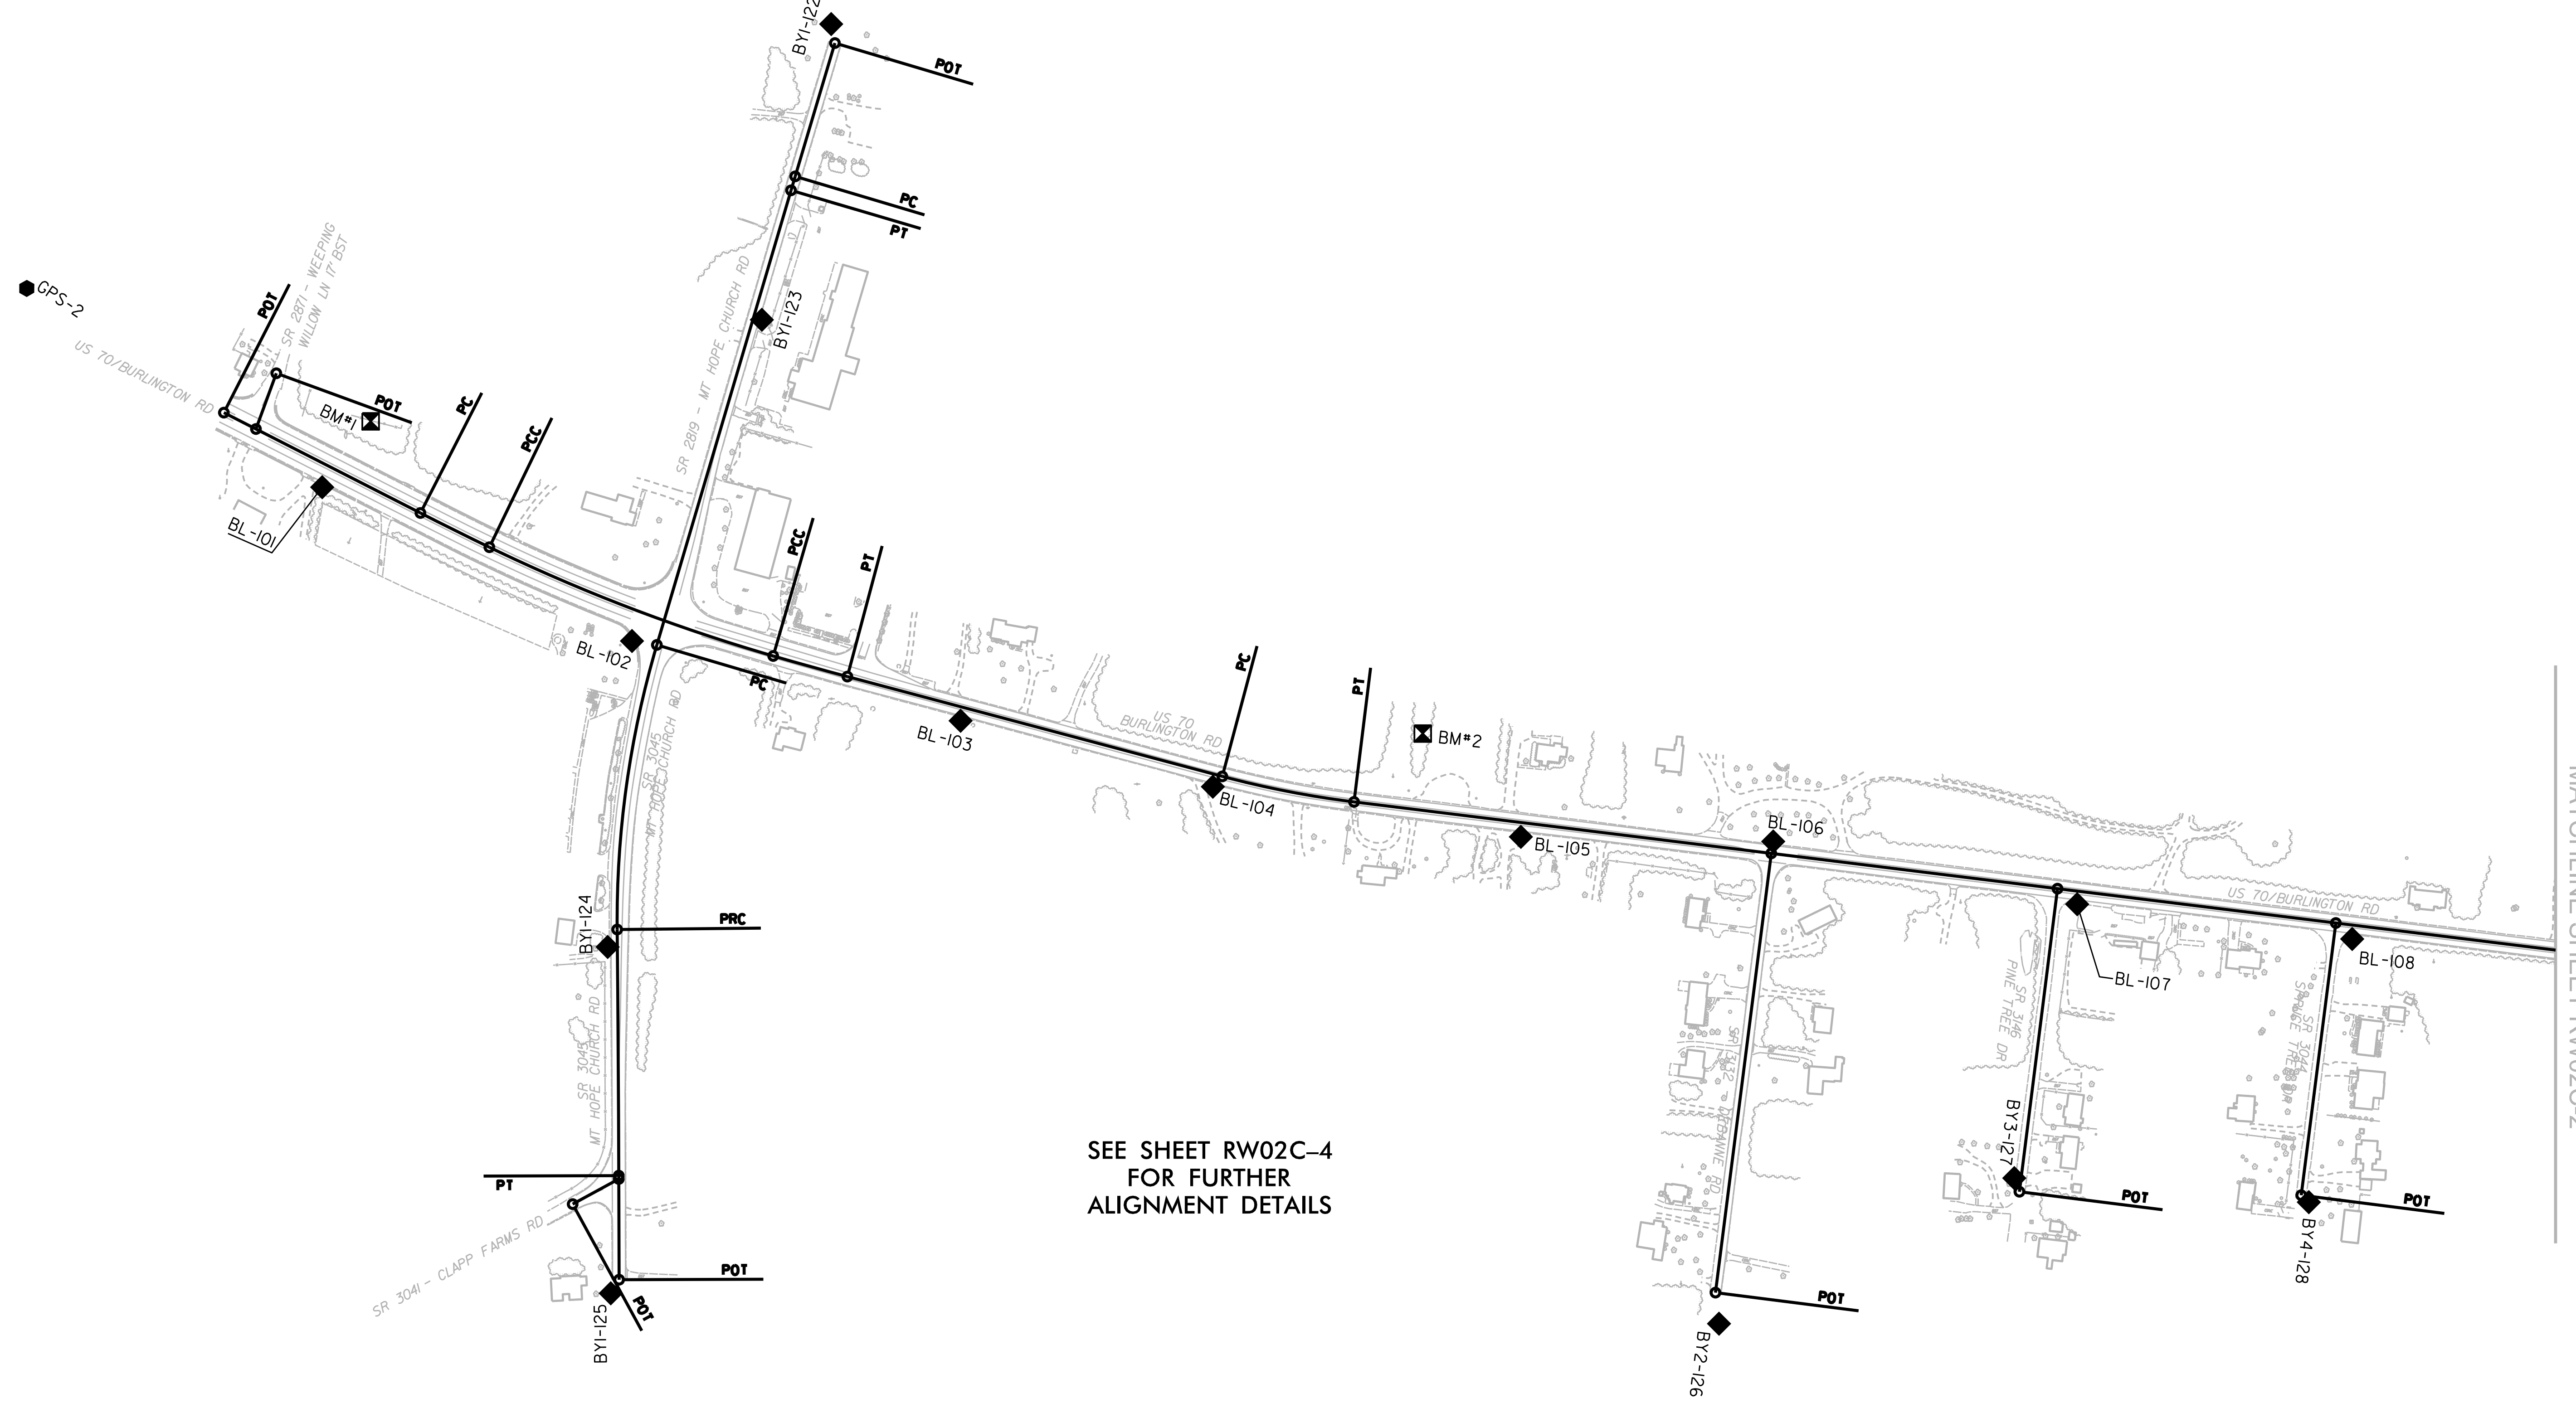 BY1-122
POT
PC
PT
BY1-123
SR 2819 - MT HOPE CHURCH RD
GPS-2
US 70/BURLINGTON RD
POT
SR 2871 - WEEPING
WILLOW LN 17' BST
POT
BM#1
PC
PCC
BL-101
PCC
PT
BL-102
PC
SR 3045
MT HOPE CHURCH RD
BL-103
US 70
BURLINGTON RD
PC
PT
BL-104
BM#2
BL-105
BL-106
BL-107
US 70/BURLINGTON RD
BL-108
BY1-124
PRC
SR 3045
MT HOPE CHURCH RD
PT
SR 3041 - CLAPP FARMS RD
POT
POT
BY1-125
SEE SHEET RW02C-4
FOR FURTHER
ALIGNMENT DETAILS
POT
BY2-126
SR 3146
PINE TREE DR
BY3-127
POT
SR 3044
SPRUCE TREE DR
POT
BY4-128